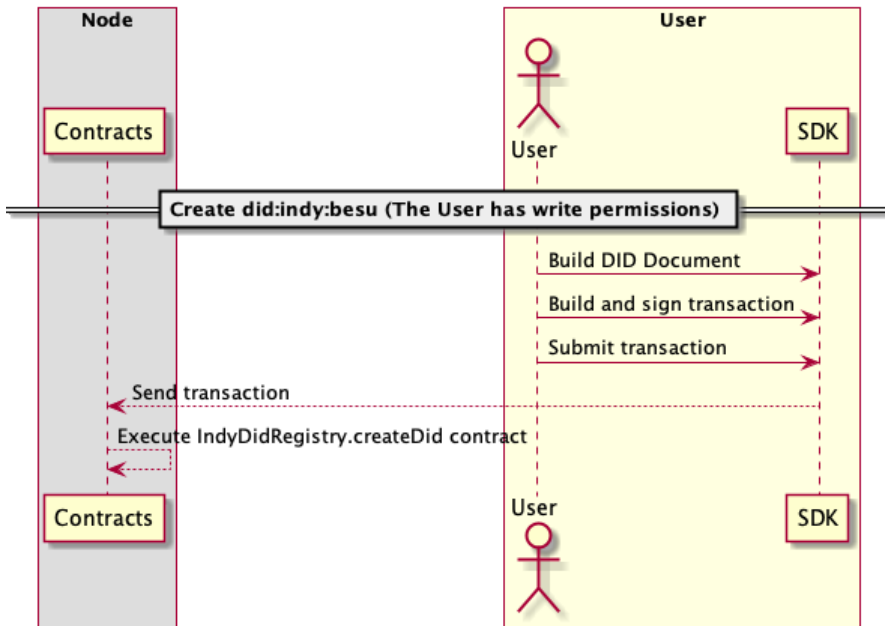 Node
User
User
Contracts
SDK
Create did:indy:besu (The User has write permissions)
Build DID Document
Build and sign transaction
Submit transaction
Send transaction
Execute IndyDidRegistry.createDid contract
Contracts
User
SDK